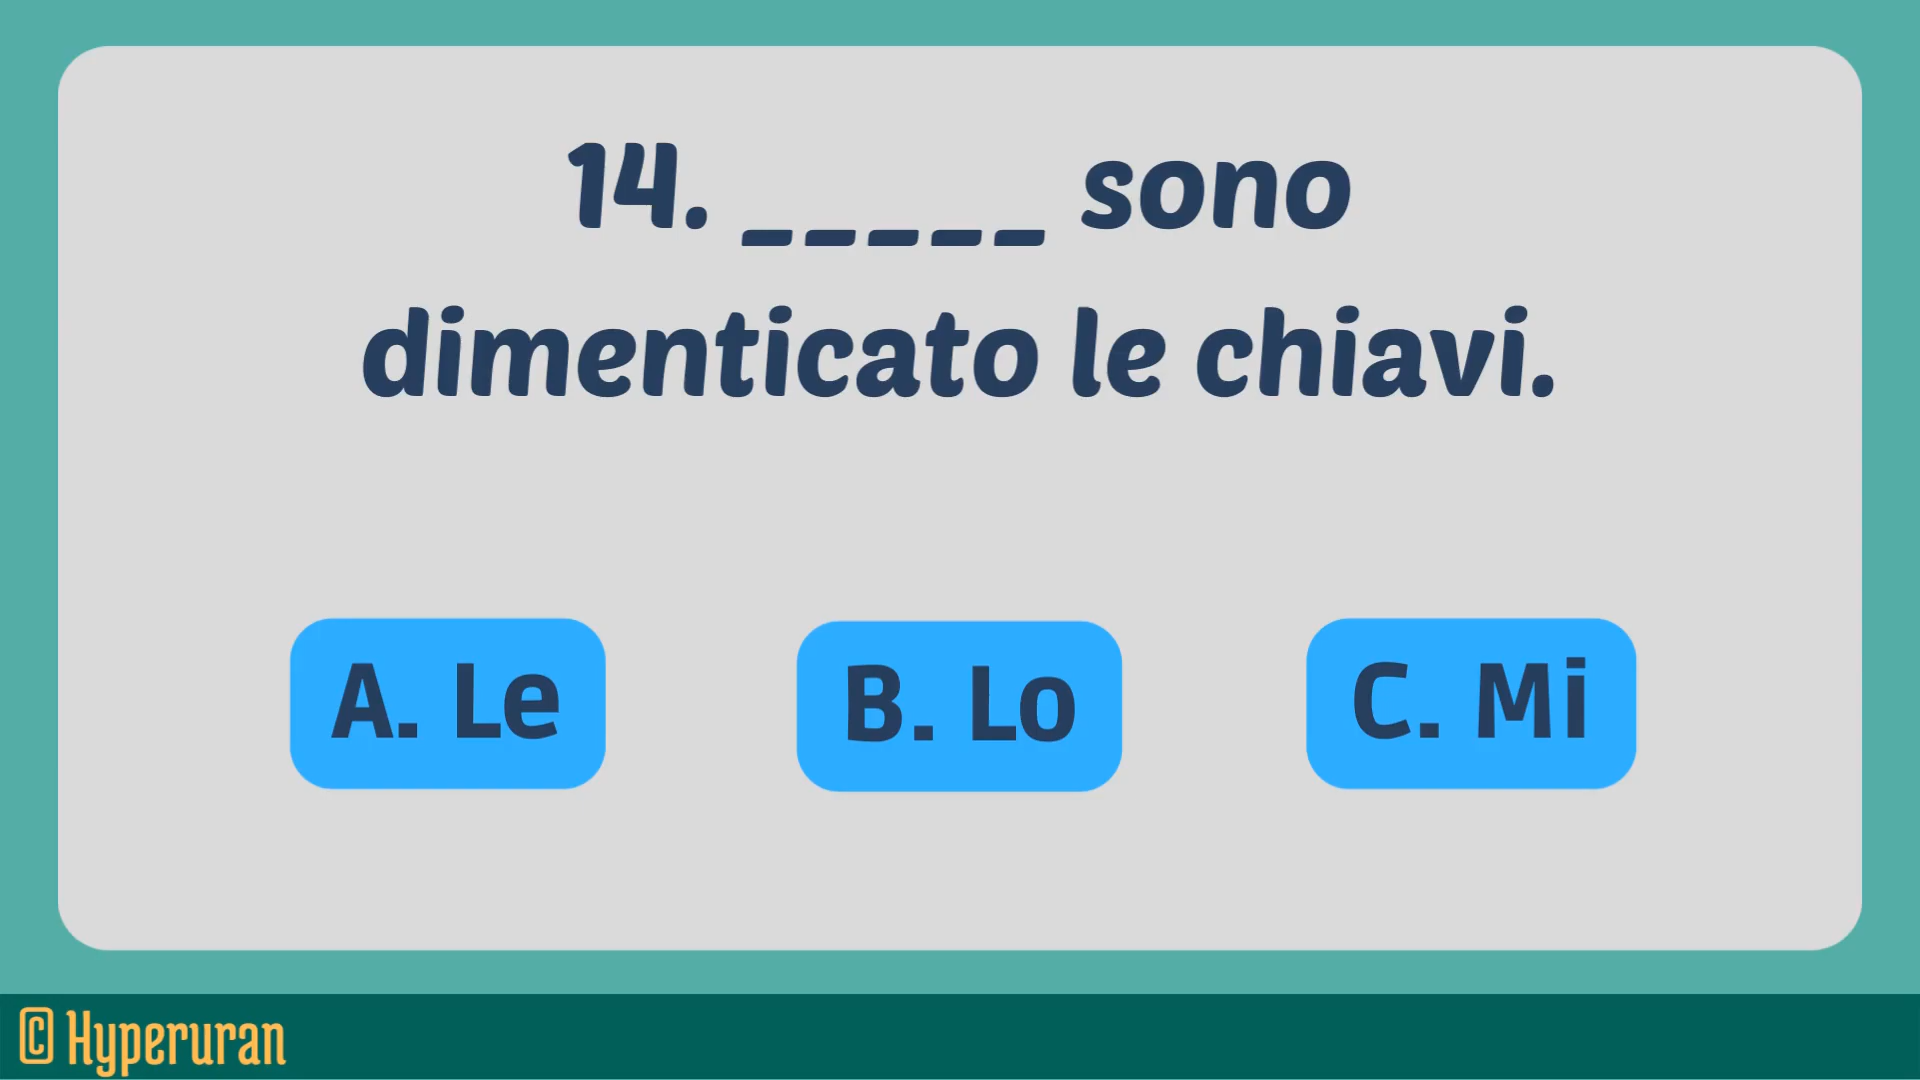 14. _____ sono
dimenticato le chiavi.
A. Le
B. Lo
C. Mi
© Hyperuran